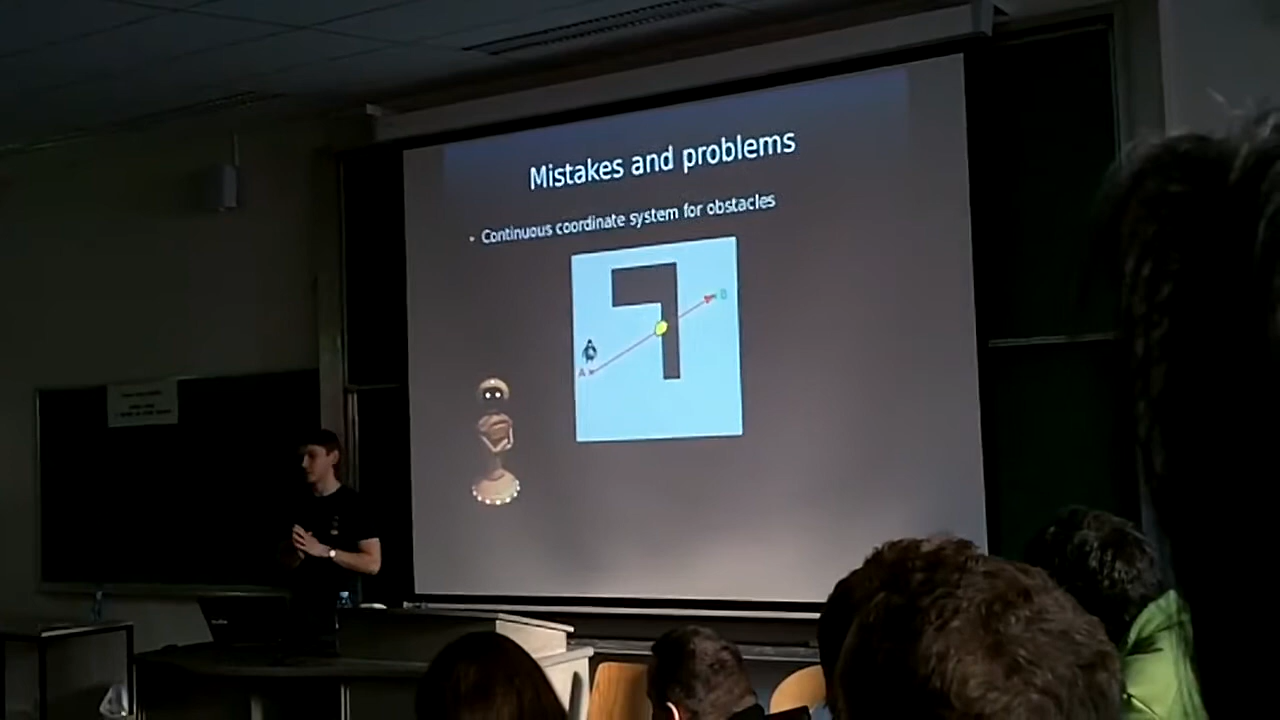 Mistakes and problems
Continuous coordinate system for obstacles
B
A